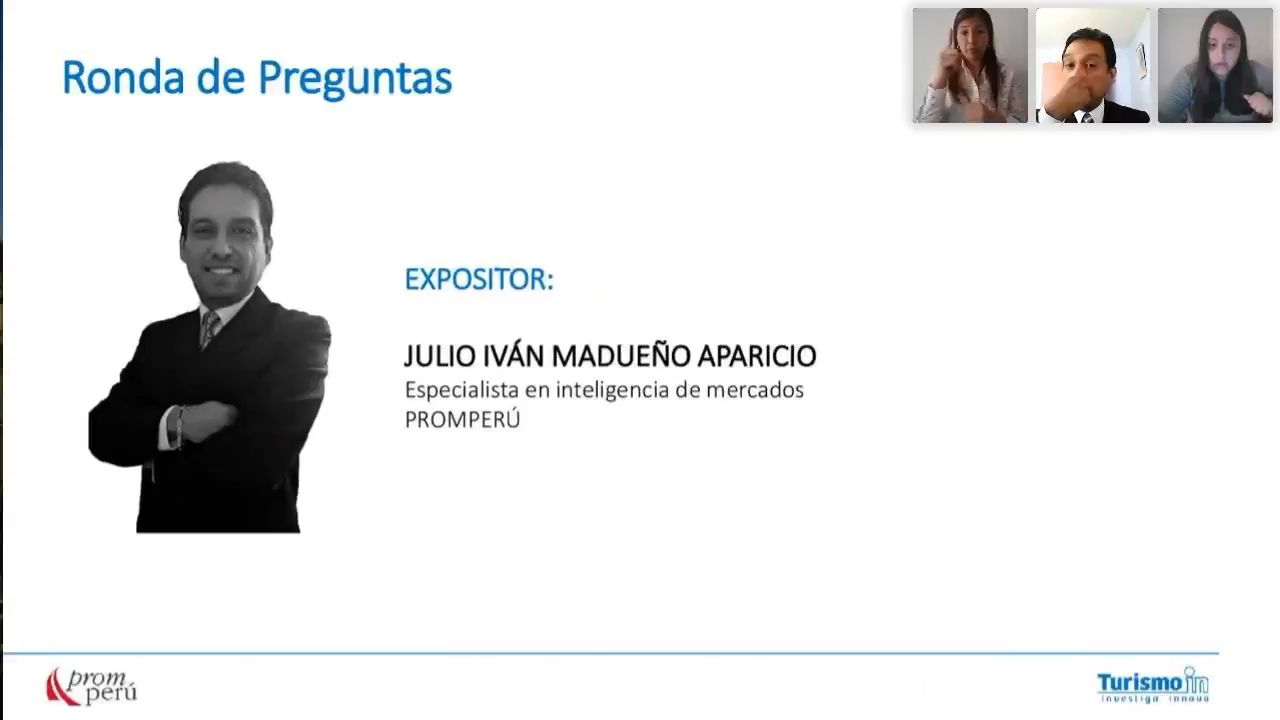 Ronda de Preguntas
EXPOSITOR:
JULIO IVÁN MADUEÑO APARICIO
Especialista en inteligencia de mercados
PROMPERÚ
prom
perú
Turismo in
investiga innova